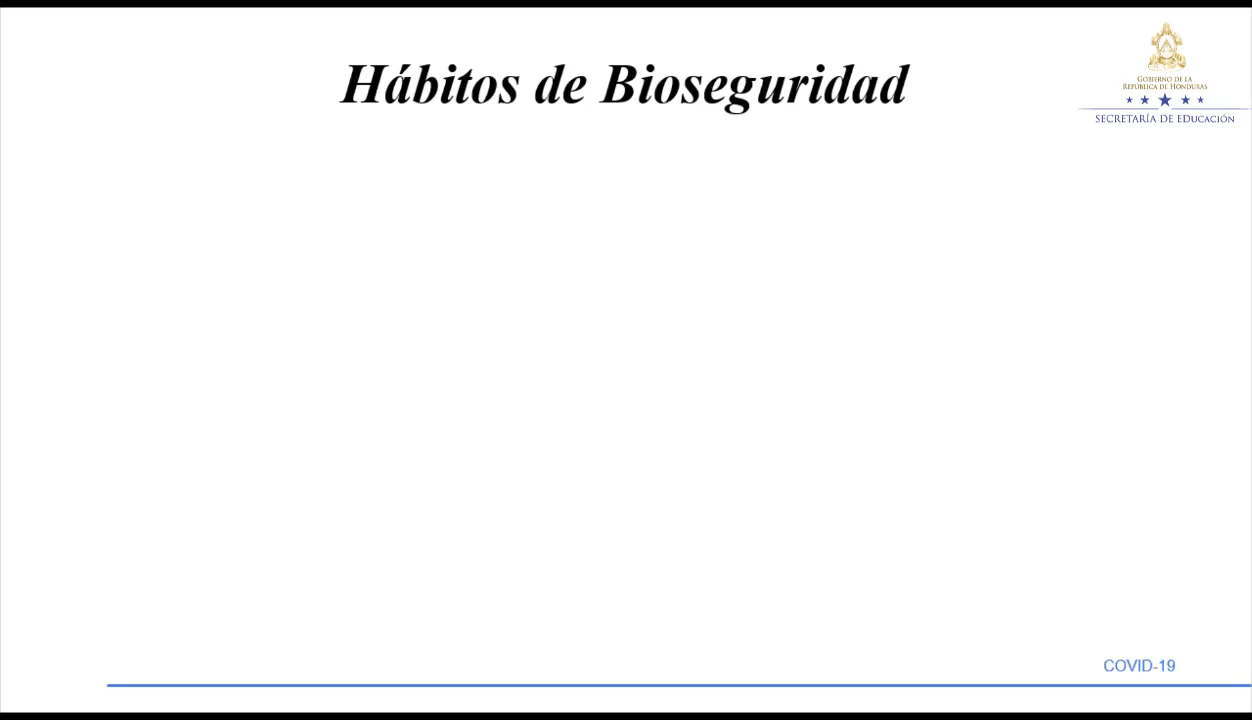 Hábitos de Bioseguridad
GOBIERNO DE LA
REPÚBLICA DE HONDURAS
SECRETARÍA DE EDUCACIÓN
COVID-19